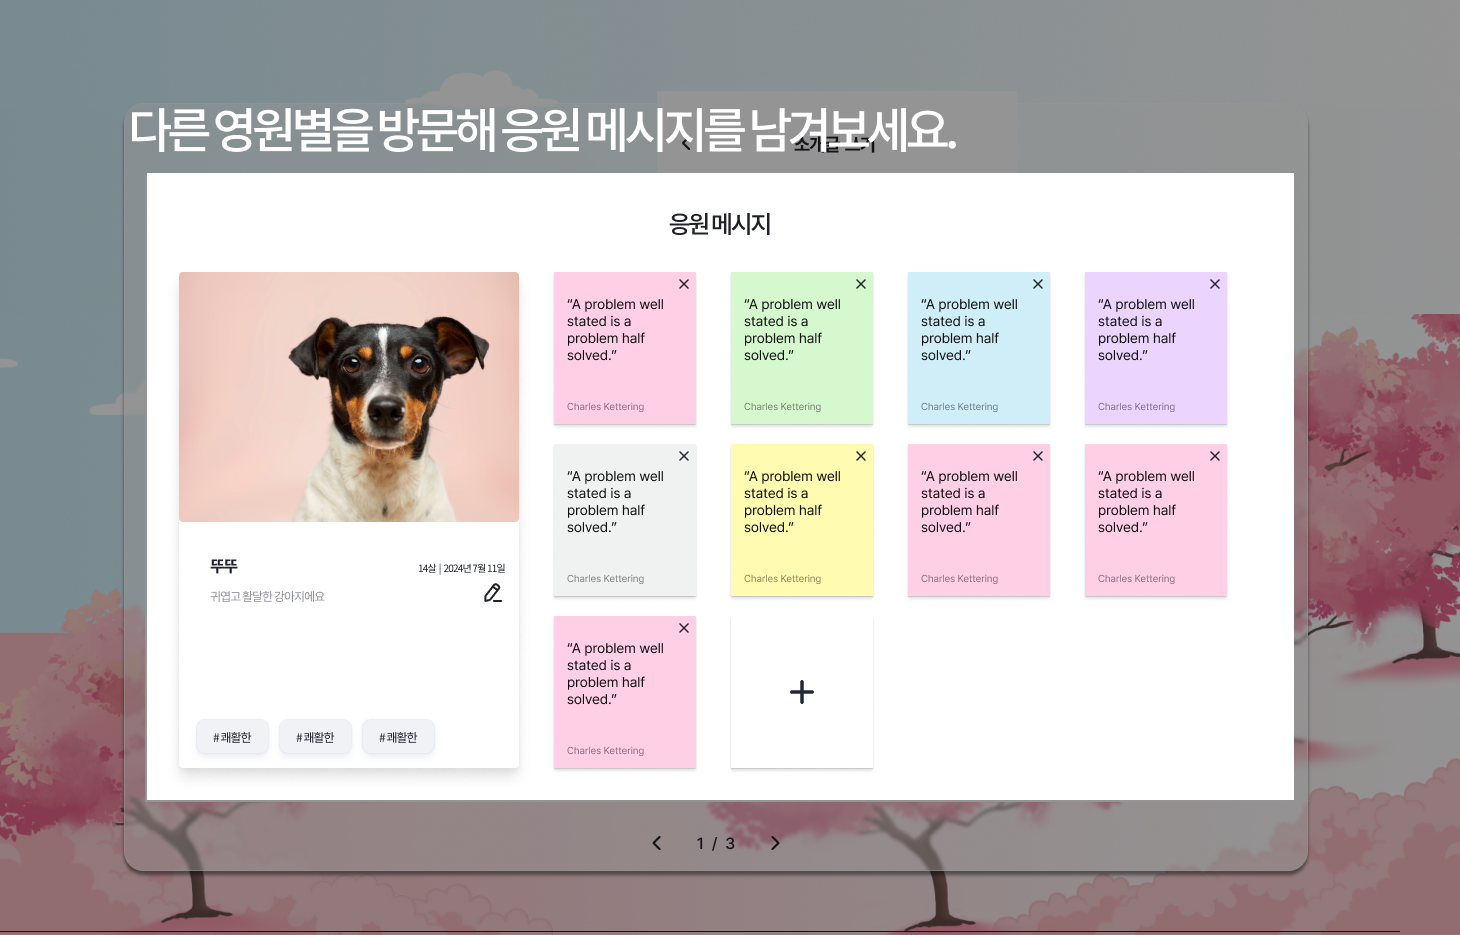 다른 영원별을 방문해 응원 메시지를 남겨보세요.
소개글 쓰기
응원 메시지
“A problem well
stated is a
problem half
solved.”
Charles Kettering
“A problem well
stated is a
problem half
solved.”
Charles Kettering
“A problem well
stated is a
problem half
solved.”
Charles Kettering
“A problem well
stated is a
problem half
solved.”
Charles Kettering
“A problem well
stated is a
problem half
solved.”
Charles Kettering
“A problem well
stated is a
problem half
solved.”
Charles Kettering
“A problem well
stated is a
problem half
solved.”
Charles Kettering
“A problem well
stated is a
problem half
solved.”
Charles Kettering
“A problem well
stated is a
problem half
solved.”
Charles Kettering
뚜뚜
14살 | 2024년 7월 11일
귀엽고 활달한 강아지에요
#쾌활한 #쾌활한 #쾌활한
1 / 3